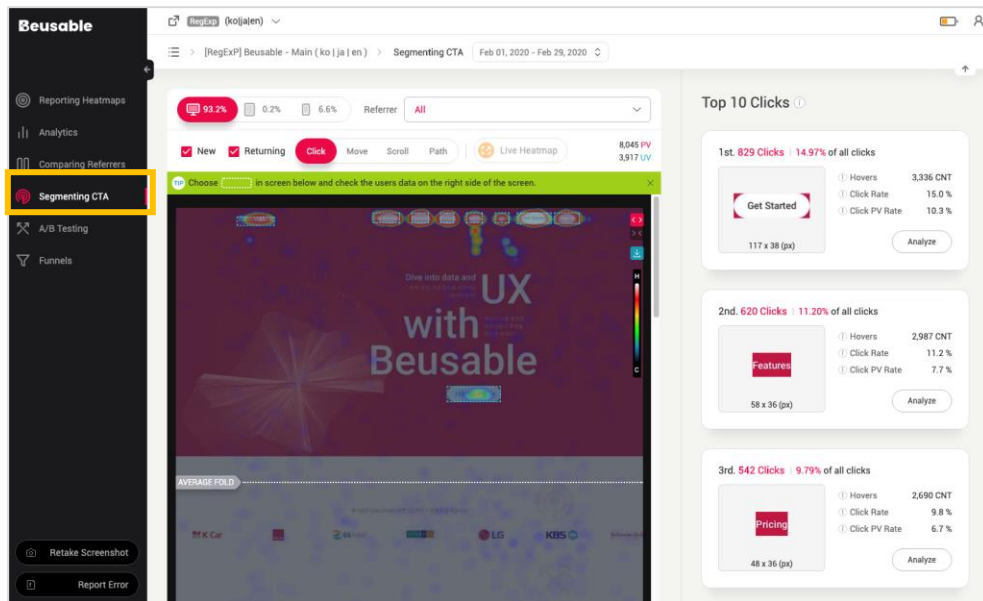 Beusable
RegExp (ko|ja|en)
[RegExP] Beusable - Main ( ko | ja | en ) > Segmenting CTA Feb 01, 2020 - Feb 29, 2020
Reporting Heatmaps
Analytics
Comparing Referrers
Segmenting CTA
A/B Testing
Funnels
Retake Screenshot
Report Error
93.2% 0.2% 6.6% Referrer All
New Returning Click Move Scroll Path Live Heatmap 8,045 PV
3,917 UV
TIP Choose in screen below and check the users data on the right side of the screen.
H
C
Dive into data and
UX
with
Beusable
AVERAGE FOLD
K Car
LG
KBS
Top 10 Clicks
1st. 829 Clicks | 14.97% of all clicks
Get Started
117 x 38 (px)
Hovers 3,336 CNT
Click Rate 15.0 %
Click PV Rate 10.3 %
Analyze
2nd. 620 Clicks | 11.20% of all clicks
Features
58 x 36 (px)
Hovers 2,987 CNT
Click Rate 11.2 %
Click PV Rate 7.7 %
Analyze
3rd. 542 Clicks | 9.79% of all clicks
Pricing
48 x 36 (px)
Hovers 2,690 CNT
Click Rate 9.8 %
Click PV Rate 6.7 %
Analyze